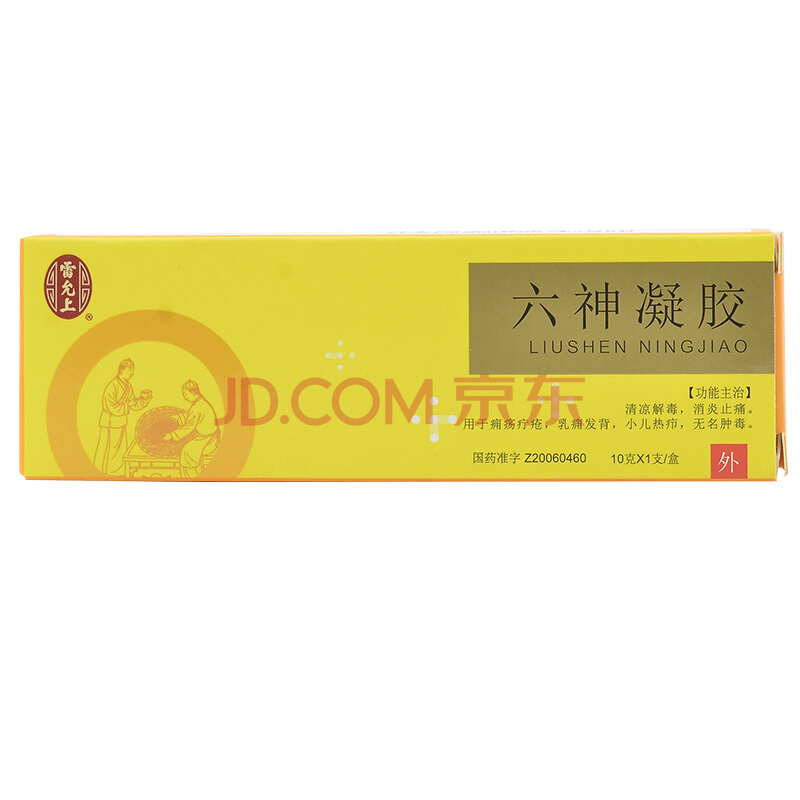 雷允上®
六神凝胶
LIUSHEN NINGJIAO
【功能主治】
清凉解毒，消炎止痛。
用于痈疡疔疮，乳痈发背，小儿热疖，无名肿毒。
国药准字 Z20060460 10克X1支/盒
外
JD.COM 京东